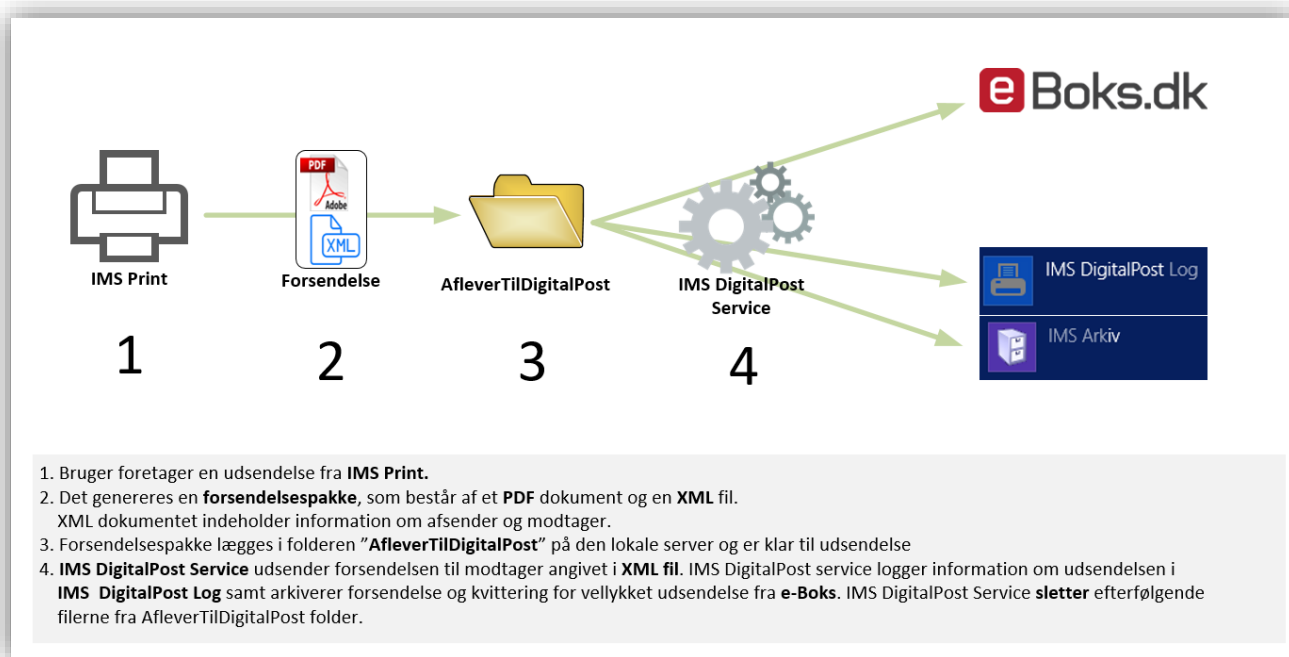 e Boks.dk
PDF
Adobe
XML
IMS Print
Forsendelse
AfleverTilDigitalPost
IMS DigitalPost
Service
IMS DigitalPost Log
IMS Arkiv
1
2
3
4
1. Bruger foretager en udsendelse fra IMS Print.
2. Det genereres en forsendelsespakke, som består af et PDF dokument og en XML fil.
XML dokumentet indeholder information om afsender og modtager.
3. Forsendelsespakke lægges i folderen ”AfleverTilDigitalPost” på den lokale server og er klar til udsendelse
4. IMS DigitalPost Service udsender forsendelsen til modtager angivet i XML fil. IMS DigitalPost service logger information om udsendelsen i
IMS DigitalPost Log samt arkiverer forsendelse og kvittering for vellykket udsendelse fra e-Boks. IMS DigitalPost Service sletter efterfølgende
filerne fra AfleverTilDigitalPost folder.